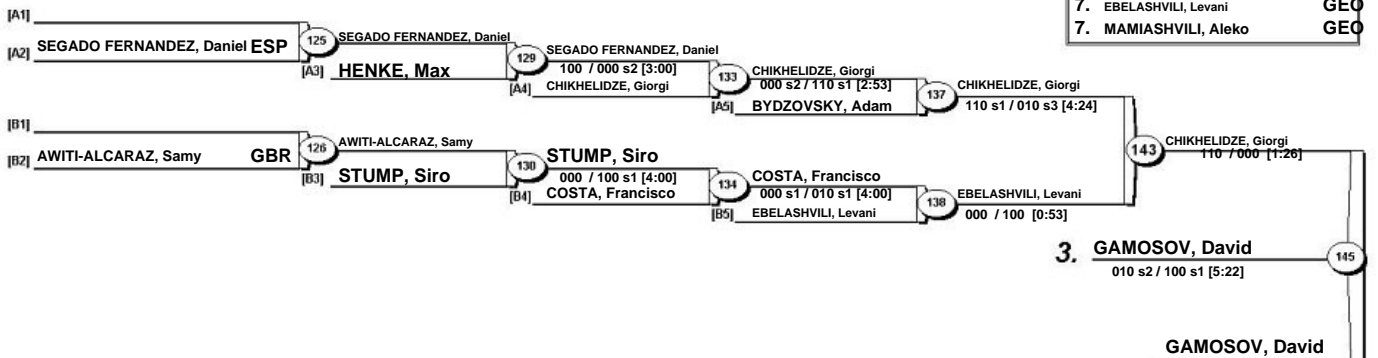 7. EBELASHVILI, Levani GEO
7. MAMIASHVILI, Aleko GEO
[A1]
[A2] SEGADO FERNANDEZ, Daniel ESP
125
SEGADO FERNANDEZ, Daniel
[A3] HENKE, Max
129
SEGADO FERNANDEZ, Daniel
100 / 000 s2 [3:00]
[A4] CHIKHELIDZE, Giorgi
133
CHIKHELIDZE, Giorgi
000 s2 / 110 s1 [2:53]
[A5] BYDZOVSKY, Adam
137
CHIKHELIDZE, Giorgi
110 s1 / 010 s3 [4:24]
[B1]
[B2] AWITI-ALCARAZ, Samy GBR
126
AWITI-ALCARAZ, Samy
[B3] STUMP, Siro
130
STUMP, Siro
000 / 100 s1 [4:00]
[B4] COSTA, Francisco
134
COSTA, Francisco
000 s1 / 010 s1 [4:00]
[B5] EBELASHVILI, Levani
138
EBELASHVILI, Levani
000 / 100 [0:53]
143
CHIKHELIDZE, Giorgi
110 / 000 [1:26]
3. GAMOSOV, David
010 s2 / 100 s1 [5:22]
145
GAMOSOV, David